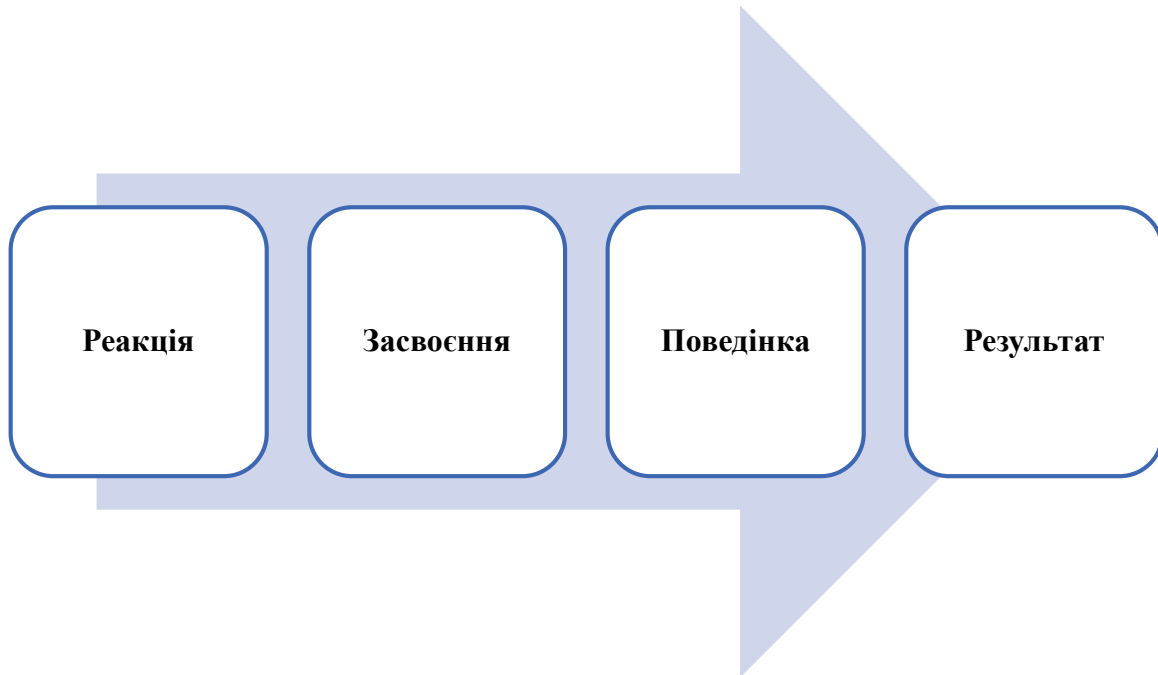 Реакція
Засвоєння
Поведінка
Результат